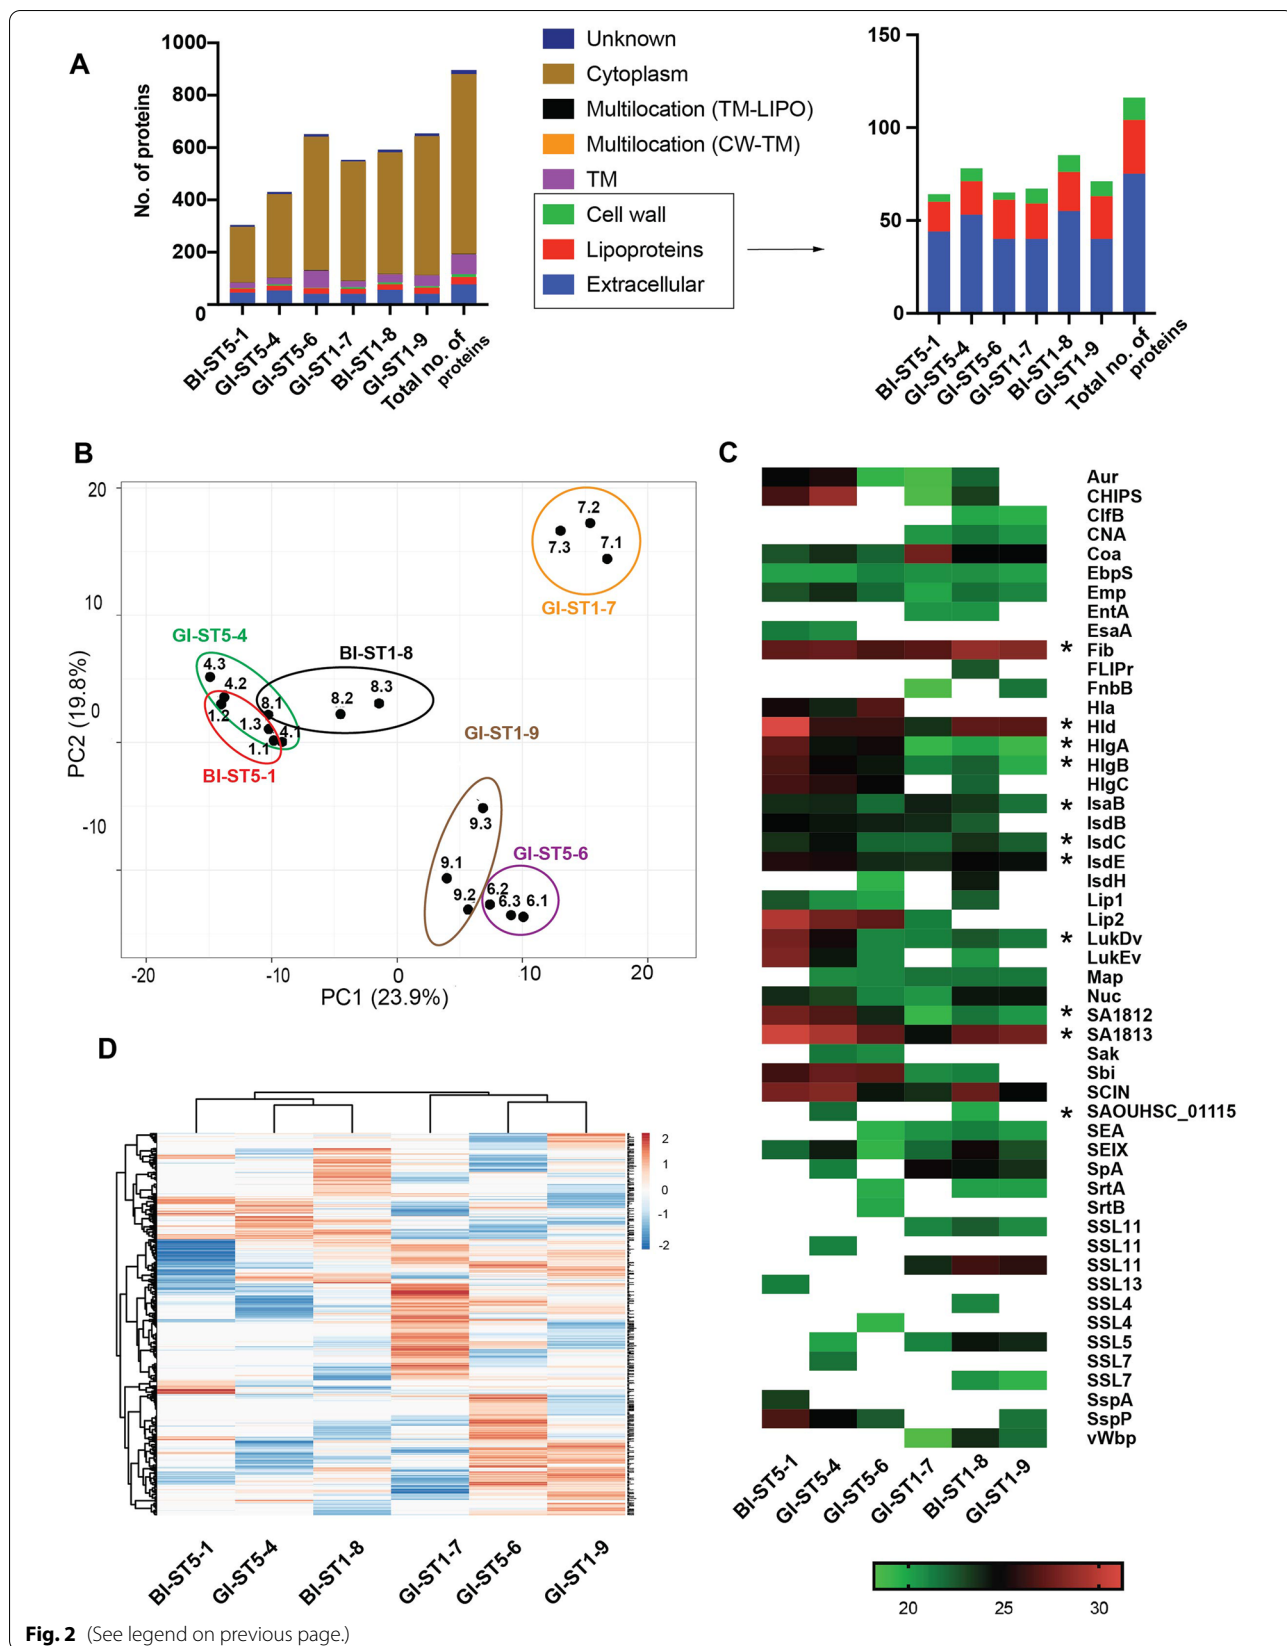 A
No. of proteins
1000
800
600
400
200
0
BI-ST5-1
GI-ST5-4
GI-ST5-6
GI-ST1-7
BI-ST1-8
GI-ST1-9
Total no. of
proteins
Unknown
Cytoplasm
Multilocation (TM-LIPO)
Multilocation (CW-TM)
TM
Cell wall
Lipoproteins
Extracellular
150
100
50
0
BI-ST5-1
GI-ST5-4
GI-ST5-6
GI-ST1-7
BI-ST1-8
GI-ST1-9
Total no. of
proteins
B
PC2 (19.8%)
20
10
0
-10
7.2
7.3
7.1
GI-ST1-7
GI-ST5-4
4.3
4.2
1.2
8.1
1.3
4.1
1.1
BI-ST5-1
BI-ST1-8
8.3
8.2
GI-ST1-9
9.3
9.1
9.2
GI-ST5-6
6.2
6.3 6.1
-20
-10
0
10
20
PC1 (23.9%)
C
Aur
CHIPS
ClfB
CNA
Coa
EbpS
Emp
EntA
EsaA
* Fib
FLIPr
FnbB
Hla
* Hld
* HlgA
* HlgB
HlgC
* IsaB
IsdB
* IsdC
* IsdE
IsdH
Lip1
Lip2
* LukDv
LukEv
Map
Nuc
* SA1812
* SA1813
Sak
Sbi
SCIN
* SAOUHSC_01115
SEA
SElX
SpA
SrtA
SrtB
SSL11
SSL11
SSL11
SSL13
SSL4
SSL4
SSL5
SSL7
SSL7
SspA
SspP
vWbp
BI-ST5-1
GI-ST5-4
GI-ST5-6
GI-ST1-7
BI-ST1-8
GI-ST1-9
20
25
30
D
2
1
0
-1
-2
BI-ST5-1
GI-ST5-4
BI-ST1-8
GI-ST1-7
GI-ST5-6
GI-ST1-9
Fig. 2 (See legend on previous page.)